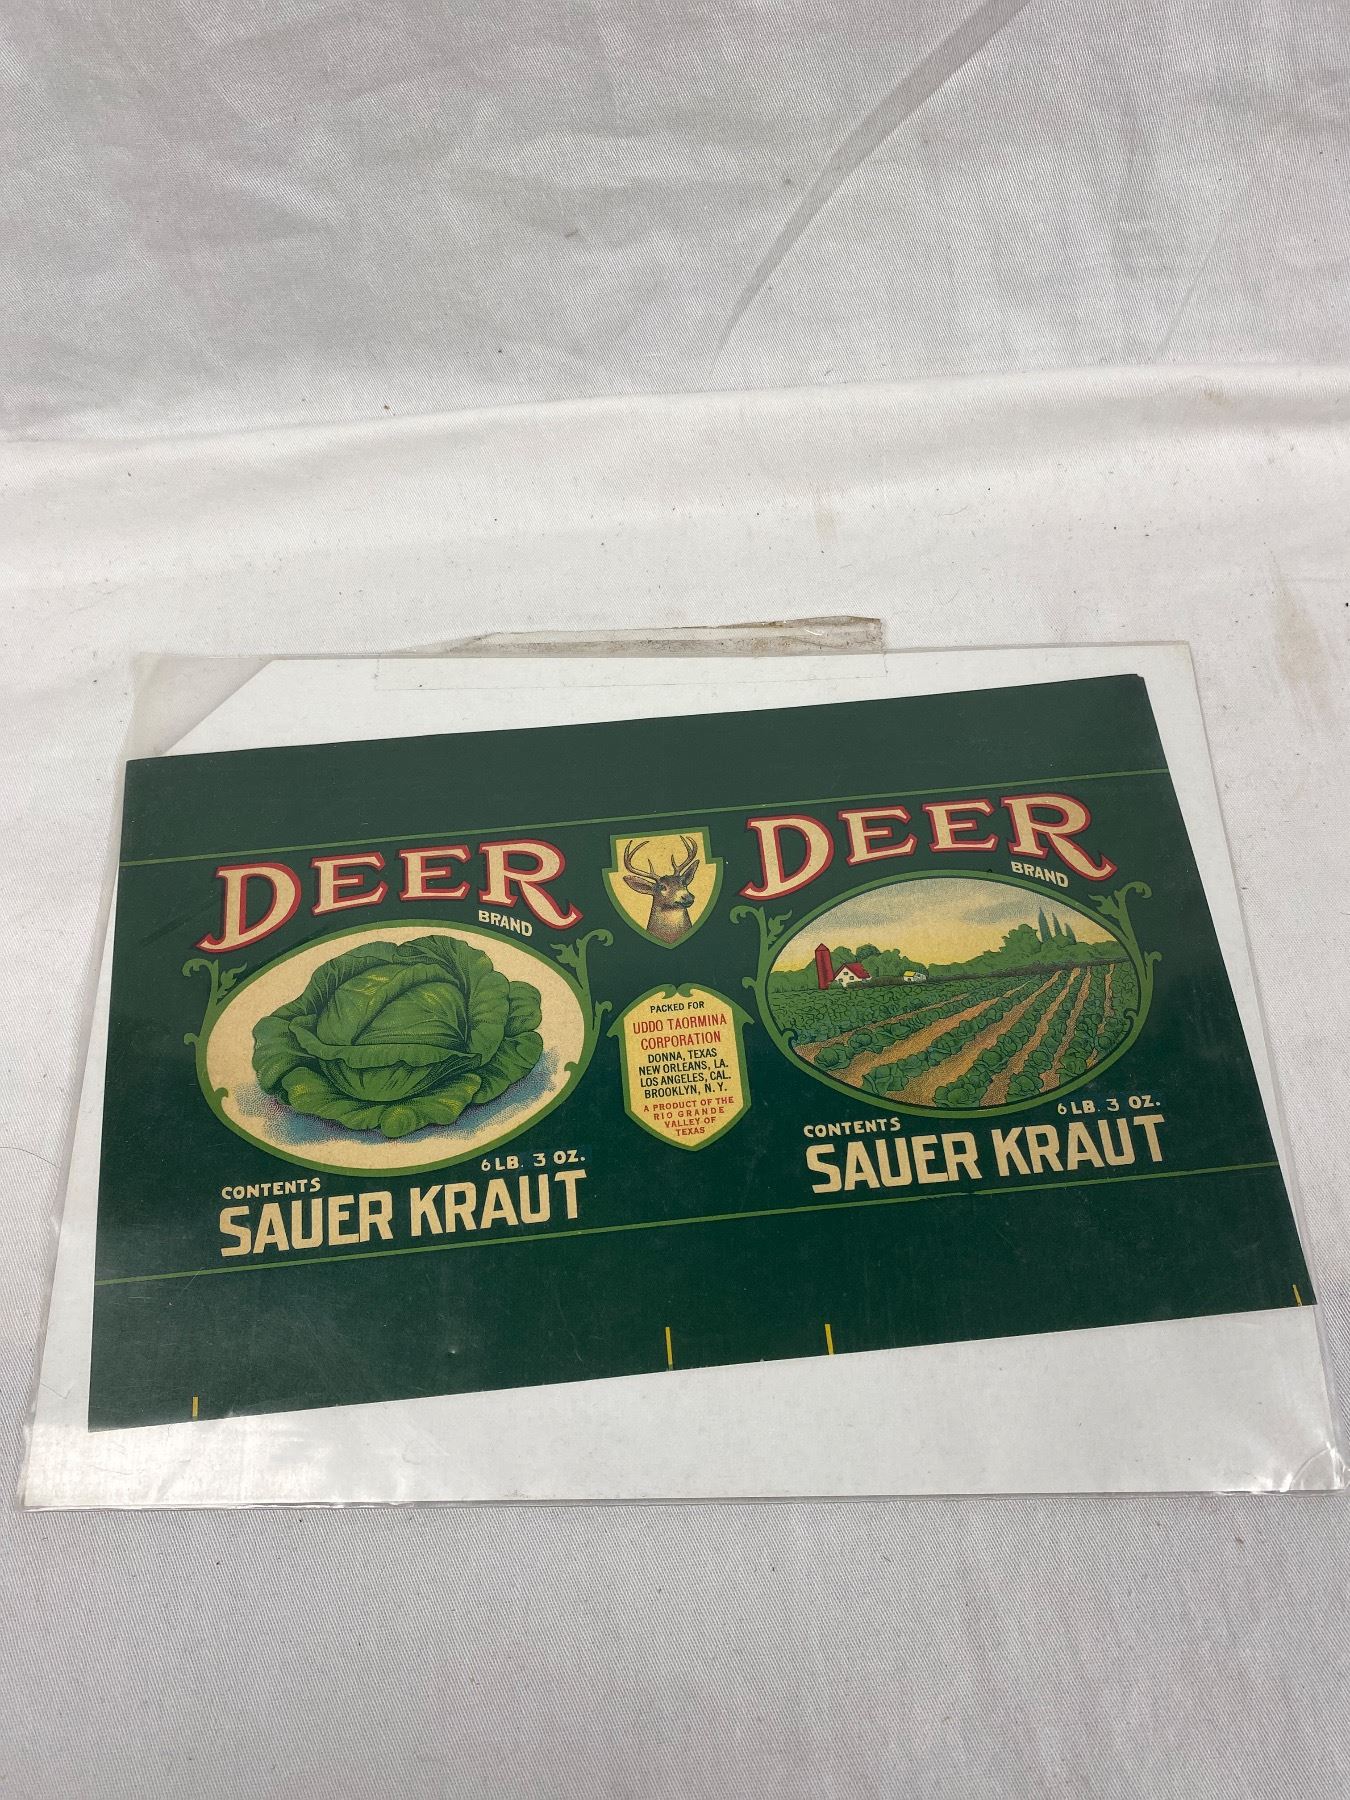 DEER
BRAND
6 LB. 3 OZ.
CONTENTS
SAUER KRAUT
PACKED FOR
UDDO TAORMINA
CORPORATION
DONNA, TEXAS
NEW ORLEANS, LA.
LOS ANGELES, CAL.
BROOKLYN, N. Y.
A PRODUCT OF THE
RIO GRANDE
VALLEY OF
TEXAS
DEER
BRAND
6 LB. 3 OZ.
CONTENTS
SAUER KRAUT